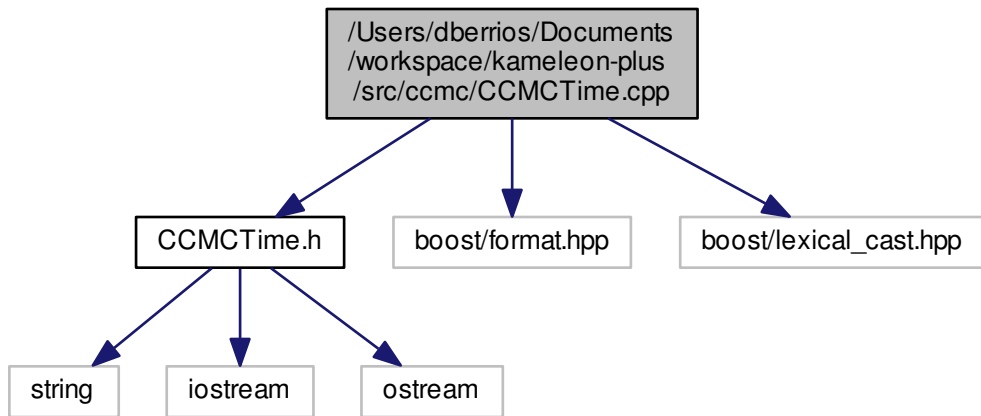 /Users/dberrios/Documents
/workspace/kameleon-plus
/src/ccmc/CCMCTime.cpp
CCMCTime.h
boost/format.hpp
boost/lexical_cast.hpp
string
iostream
ostream